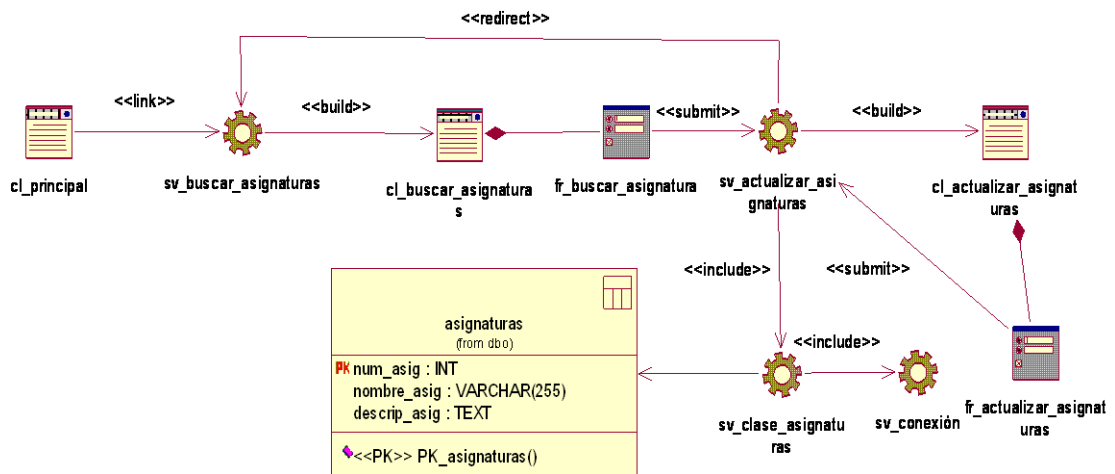 <<redirect>>
<<link>>
<<build>>
<<submit>>
<<build>>
cl_principal
sv_buscar_asignaturas
cl_buscar_asignatura
s
fr_buscar_asignatura
sv_actualizar_asi
gnaturas
cl_actualizar_asignat
uras
<<include>>
<<submit>>
asignaturas
(from dbo)
PK num_asig : INT
nombre_asig : VARCHAR(255)
descrip_asig : TEXT
<<PK>> PK_asignaturas()
<<include>>
sv_clase_asignatu
ras
sv_conexión
fr_actualizar_asignat
uras